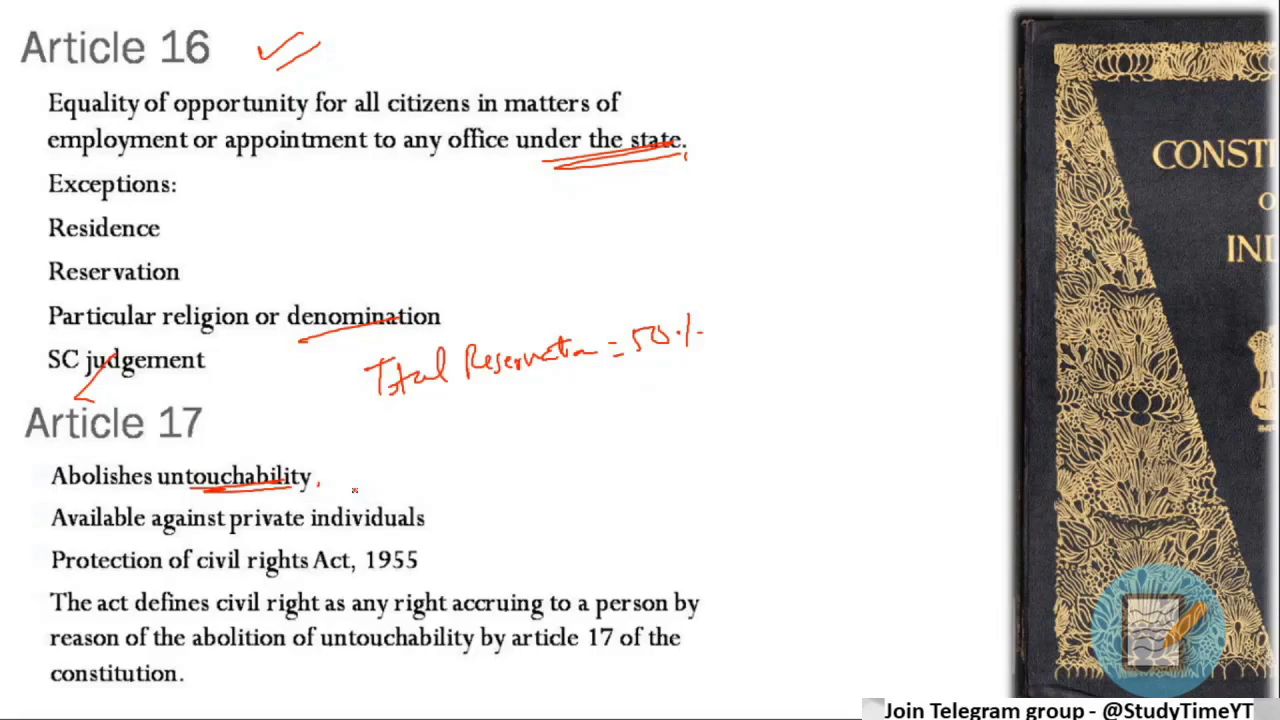 Article 16
Equality of opportunity for all citizens in matters of
employment or appointment to any office under the state.
Exceptions:
Residence
Reservation
Particular religion or denomination
SC judgement
Total Reservation = 50%
Article 17
Abolishes untouchability
Available against private individuals
Protection of civil rights Act, 1955
The act defines civil right as any right accruing to a person by
reason of the abolition of untouchability by article 17 of the
constitution.
CONSTI
O
IND
Join Telegram group - @StudyTimeYT